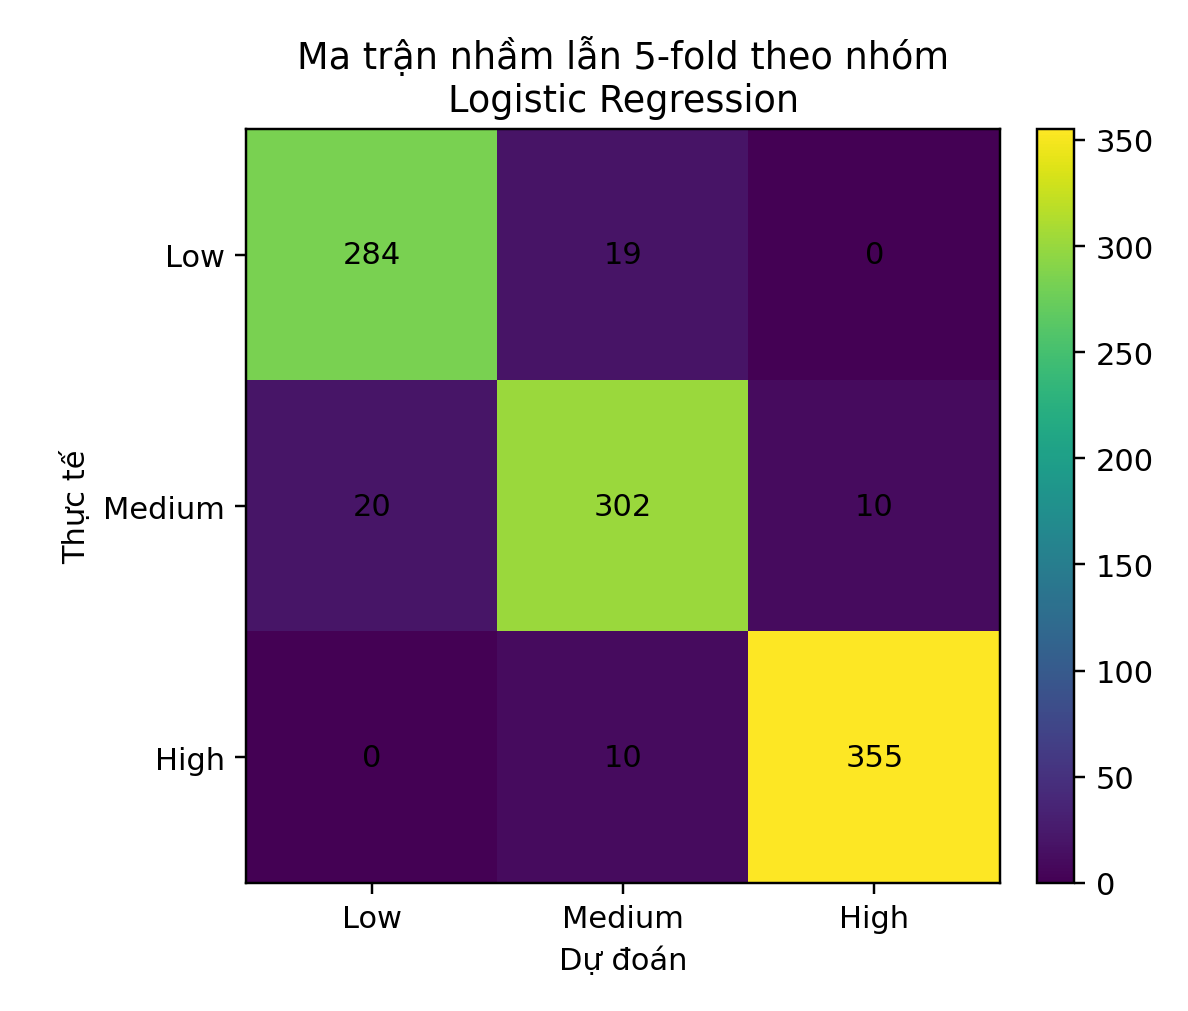 Ma trận nhầm lẫn 5-fold theo nhóm
Logistic Regression
Thực tế
Low
284 19 0
Medium
20 302 10
High
0 10 355
Low Medium High
Dự đoán
350
300
250
200
150
100
50
0